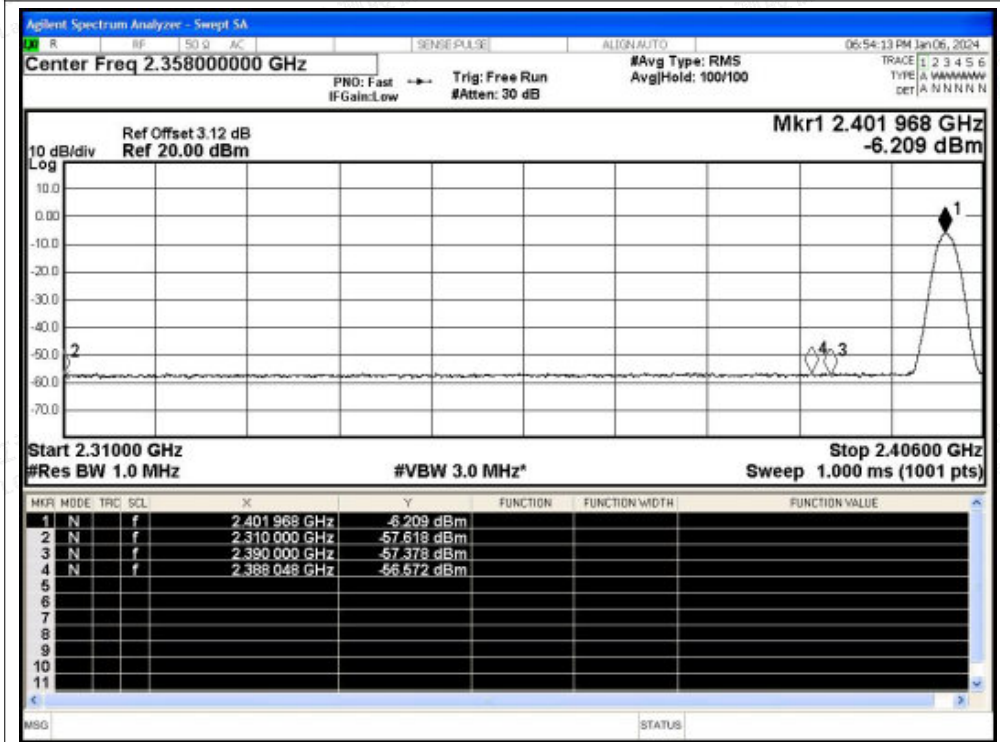 Agilent Spectrum Analyzer - Swept SA
LXI R RF 50 Ω AC SENSE:PULSE ALIGN AUTO 06:54:13 PM Jan 06, 2024
Center Freq 2.358000000 GHz #Avg Type: RMS TRACE 1 2 3 4 5 6
PNO: Fast Trig: Free Run Avg|Hold: 100/100 TYPE A WWWWW
IFGain:Low #Atten: 30 dB DET A N N N N N
Ref Offset 3.12 dB Mkr1 2.401 968 GHz
10 dB/div Ref 20.00 dBm -6.209 dBm
Log
10.0
0.00
-10.0
-20.0
-30.0
-40.0
-50.0
-60.0
-70.0
1
2
4 3
Start 2.31000 GHz Stop 2.40600 GHz
#Res BW 1.0 MHz #VBW 3.0 MHz* Sweep 1.000 ms (1001 pts)
MKR MODE TRC SCL X Y FUNCTION FUNCTION WIDTH FUNCTION VALUE
1 N f 2.401 968 GHz -6.209 dBm
2 N f 2.310 000 GHz -57.618 dBm
3 N f 2.390 000 GHz -57.378 dBm
4 N f 2.388 048 GHz -56.572 dBm
5
6
7
8
9
10
11
MSG STATUS